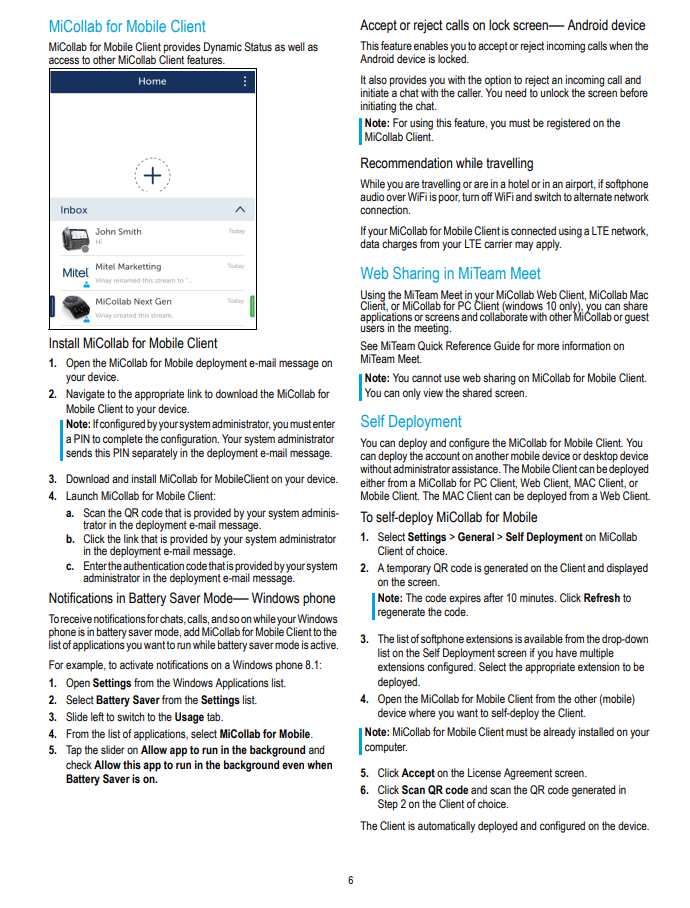 MiCollab for Mobile Client
MiCollab for Mobile Client provides Dynamic Status as well as
access to other MiCollab Client features.
Home
Inbox
John Smith
Today
Hi
Mitel
Mitel Marketting
Today
Vinay renamed this stream to "...
MiCollab Next Gen
Today
Vinay created this stream.
Install MiCollab for Mobile Client
1. Open the MiCollab for Mobile deployment e-mail message on
your device.
2. Navigate to the appropriate link to download the MiCollab for
Mobile Client to your device.
Note: If configured by your system administrator, you must enter
a PIN to complete the configuration. Your system administrator
sends this PIN separately in the deployment e-mail message.
3. Download and install MiCollab for MobileClient on your device.
4. Launch MiCollab for Mobile Client:
a. Scan the QR code that is provided by your system adminis-
trator in the deployment e-mail message.
b. Click the link that is provided by your system administrator
in the deployment e-mail message.
c. Enter the authentication code that is provided by your system
administrator in the deployment e-mail message.
Notifications in Battery Saver Mode— Windows phone
To receive notifications for chats, calls, and so on while your Windows
phone is in battery saver mode, add MiCollab for Mobile Client to the
list of applications you want to run while battery saver mode is active.
For example, to activate notifications on a Windows phone 8.1:
1. Open Settings from the Windows Applications list.
2. Select Battery Saver from the Settings list.
3. Slide left to switch to the Usage tab.
4. From the list of applications, select MiCollab for Mobile.
5. Tap the slider on Allow app to run in the background and
check Allow this app to run in the background even when
Battery Saver is on.
Accept or reject calls on lock screen— Android device
This feature enables you to accept or reject incoming calls when the
Android device is locked.
It also provides you with the option to reject an incoming call and
initiate a chat with the caller. You need to unlock the screen before
initiating the chat.
Note: For using this feature, you must be registered on the
MiCollab Client.
Recommendation while travelling
While you are travelling or are in a hotel or in an airport, if softphone
audio over WiFi is poor, turn off WiFi and switch to alternate network
connection.
If your MiCollab for Mobile Client is connected using a LTE network,
data charges from your LTE carrier may apply.
Web Sharing in MiTeam Meet
Using the MiTeam Meet in your MiCollab Web Client, MiCollab Mac
Client, or MiCollab for PC Client (windows 10 only), you can share
applications or screens and collaborate with other MiCollab or guest
users in the meeting.
See MiTeam Quick Reference Guide for more information on
MiTeam Meet.
Note: You cannot use web sharing on MiCollab for Mobile Client.
You can only view the shared screen.
Self Deployment
You can deploy and configure the MiCollab for Mobile Client. You
can deploy the account on another mobile device or desktop device
without administrator assistance. The Mobile Client can be deployed
either from a MiCollab for PC Client, Web Client, MAC Client, or
Mobile Client. The MAC Client can be deployed from a Web Client.
To self-deploy MiCollab for Mobile
1. Select Settings > General > Self Deployment on MiCollab
Client of choice.
2. A temporary QR code is generated on the Client and displayed
on the screen.
Note: The code expires after 10 minutes. Click Refresh to
regenerate the code.
3. The list of softphone extensions is available from the drop-down
list on the Self Deployment screen if you have multiple
extensions configured. Select the appropriate extension to be
deployed.
4. Open the MiCollab for Mobile Client from the other (mobile)
device where you want to self-deploy the Client.
Note: MiCollab for Mobile Client must be already installed on your
computer.
5. Click Accept on the License Agreement screen.
6. Click Scan QR code and scan the QR code generated in
Step 2 on the Client of choice.
The Client is automatically deployed and configured on the device.
6